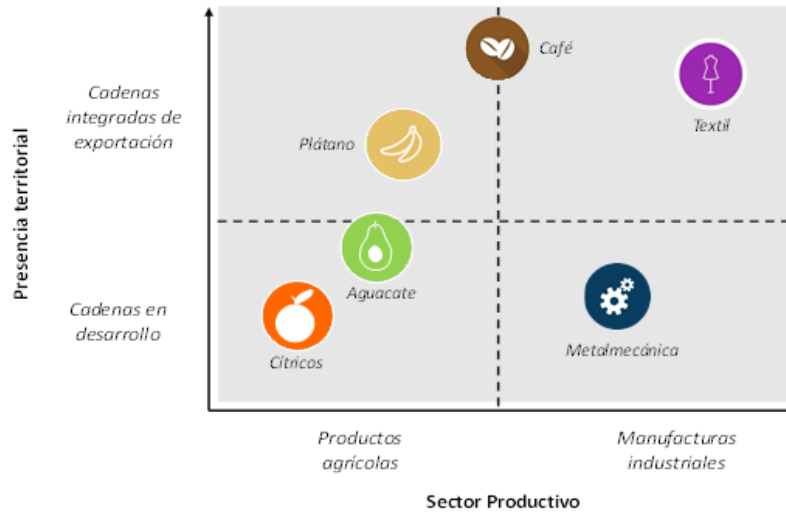 Café
Cadenas
integradas de
exportación
Textil
Plátano
Presencia territorial
Aguacate
Cadenas en
desarrollo
Cítricos
Metalmecánica
Productos
agrícolas
Manufacturas
industriales
Sector Productivo